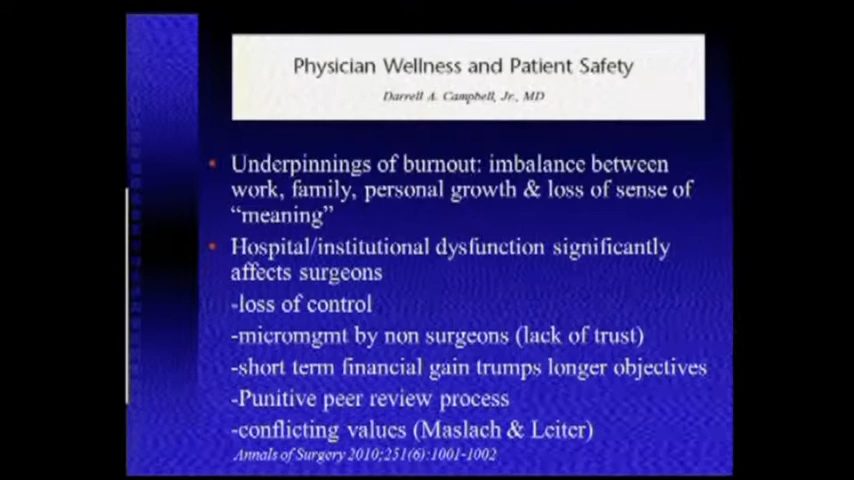 Physician Wellness and Patient Safety
Darrell A. Campbell, Jr., MD
• Underpinnings of burnout: imbalance between
work, family, personal growth & loss of sense of
“meaning”
• Hospital/institutional dysfunction significantly
affects surgeons
-loss of control
-micromgmt by non surgeons (lack of trust)
-short term financial gain trumps longer objectives
-Punitive peer review process
-conflicting values (Maslach & Leiter)
Annals of Surgery 2010;251(6):1001-1002